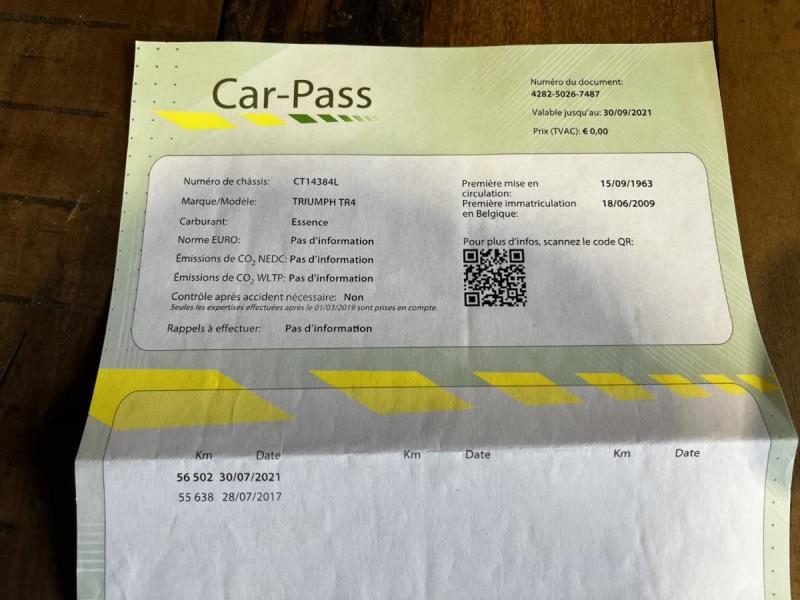 Car-Pass
Numéro du document:
4282-5026-7487
Valable jusqu'au: 30/09/2021
Prix (TVAC): € 0,00
Numéro de châssis: CT14384L
Marque/Modèle: TRIUMPH TR4
Carburant: Essence
Norme EURO: Pas d'information
Émissions de CO2 NEDC: Pas d'information
Émissions de CO2 WLTP: Pas d'information
Contrôle après accident nécessaire: Non
Seules les expertises effectuées après le 01/03/2019 sont prises en compte.
Rappels à effectuer: Pas d'information
Première mise en
circulation: 15/09/1963
Première immatriculation
en Belgique: 18/06/2009
Pour plus d'infos, scannez le code QR:
Km Date Km Date Km Date
56 502 30/07/2021
55 638 28/07/2017